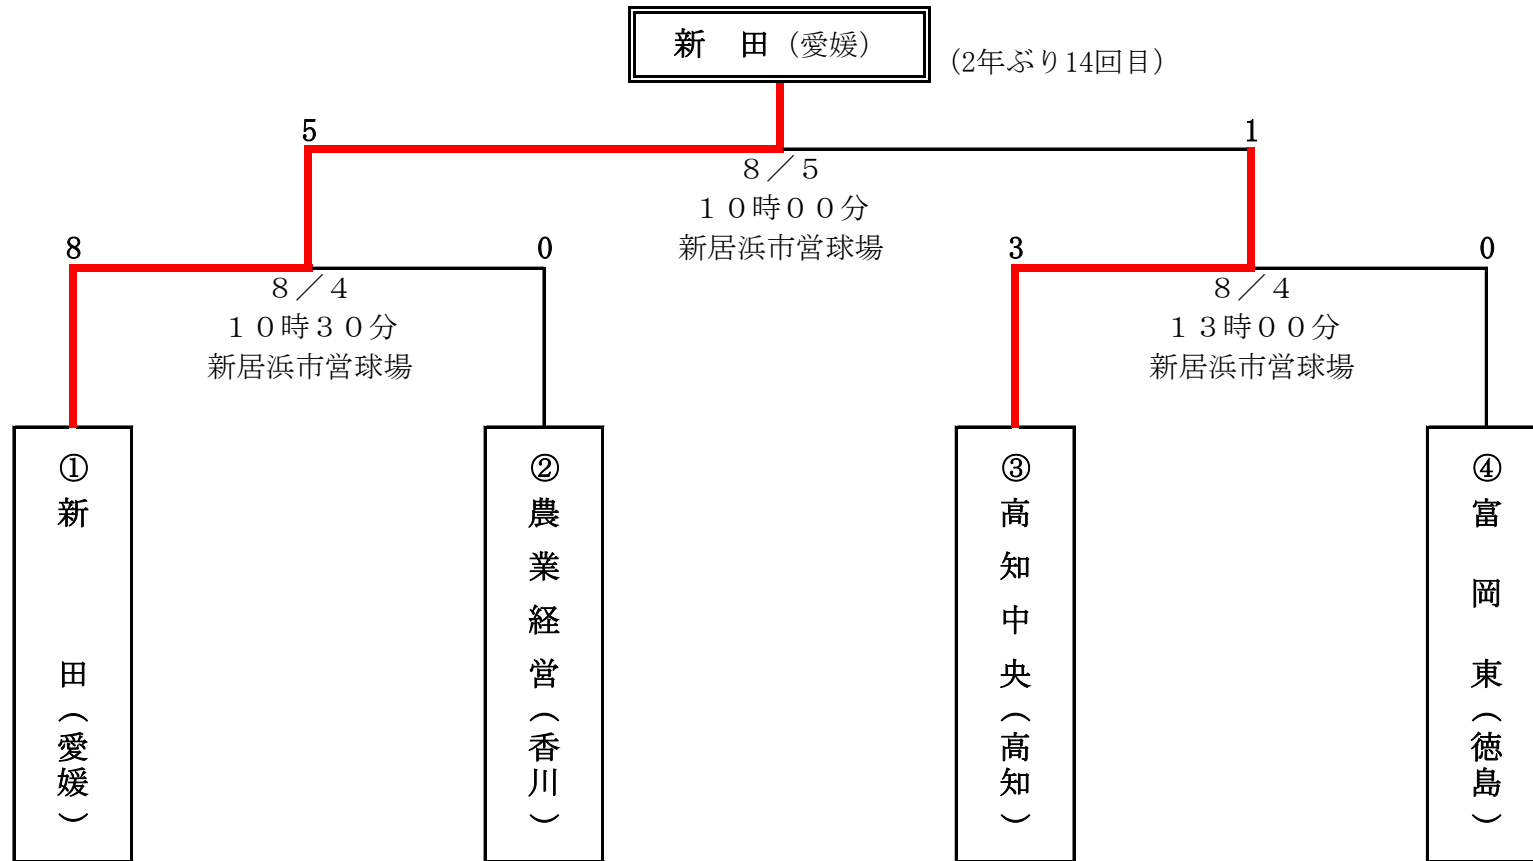 新　田（愛媛）
（2年ぶり14回目）
5
1
８／５
１０時００分
新居浜市営球場
8
0
3
0
８／４
１０時３０分
新居浜市営球場
８／４
１３時００分
新居浜市営球場
①新田（愛媛）
②農業経営（香川）
③高知中央（高知）
④富岡東（徳島）